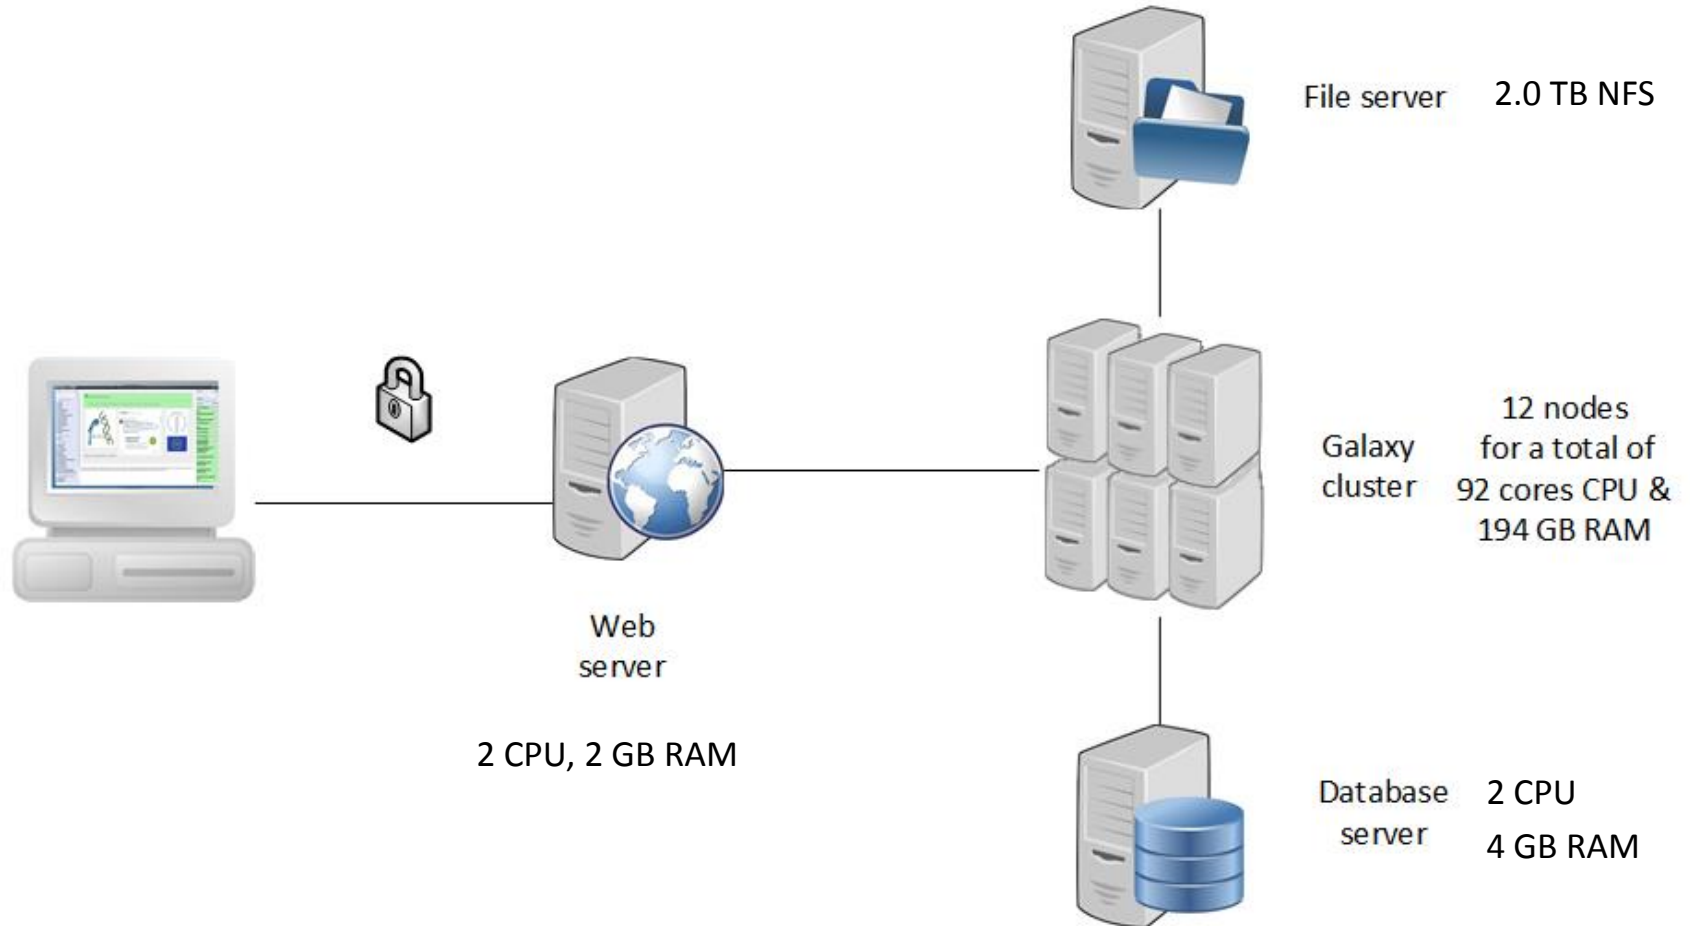 File server 2.0 TB NFS
Galaxy
cluster
12 nodes
for a total of
92 cores CPU &
194 GB RAM
Web
server
2 CPU, 2 GB RAM
Database
server
2 CPU
4 GB RAM